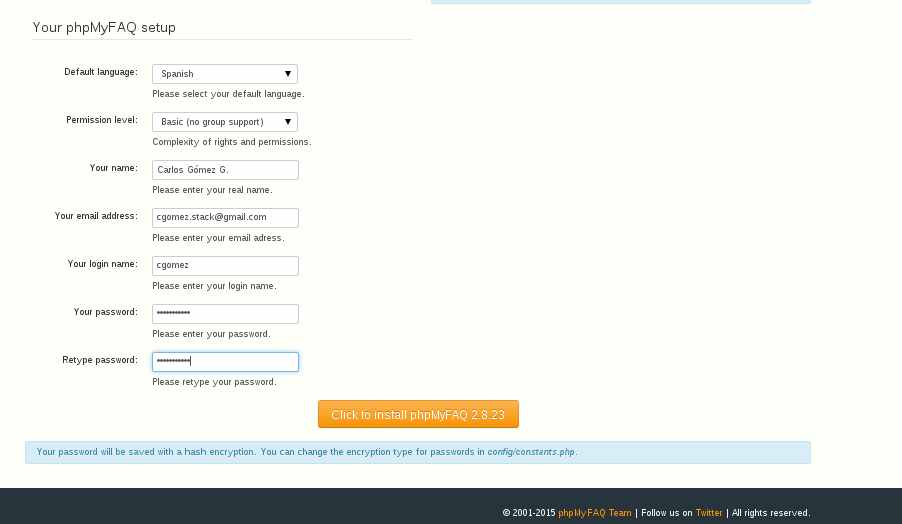 Your phpMyFAQ setup
Default language:
Spanish
Please select your default language.
Permission level:
Basic (no group support)
Complexity of rights and permissions.
Your name:
Carlos Gómez G.
Please enter your real name.
Your email address:
cgomez.stack@gmail.com
Please enter your email adress.
Your login name:
cgomez
Please enter your login name.
Your password:
•••••••••••
Please enter your password.
Retype password:
•••••••••••
Please retype your password.
Click to install phpMyFAQ 2.8.23
Your password will be saved with a hash encryption. You can change the encryption type for passwords in config/constants.php.
© 2001-2015 phpMyFAQ Team | Follow us on Twitter | All rights reserved.